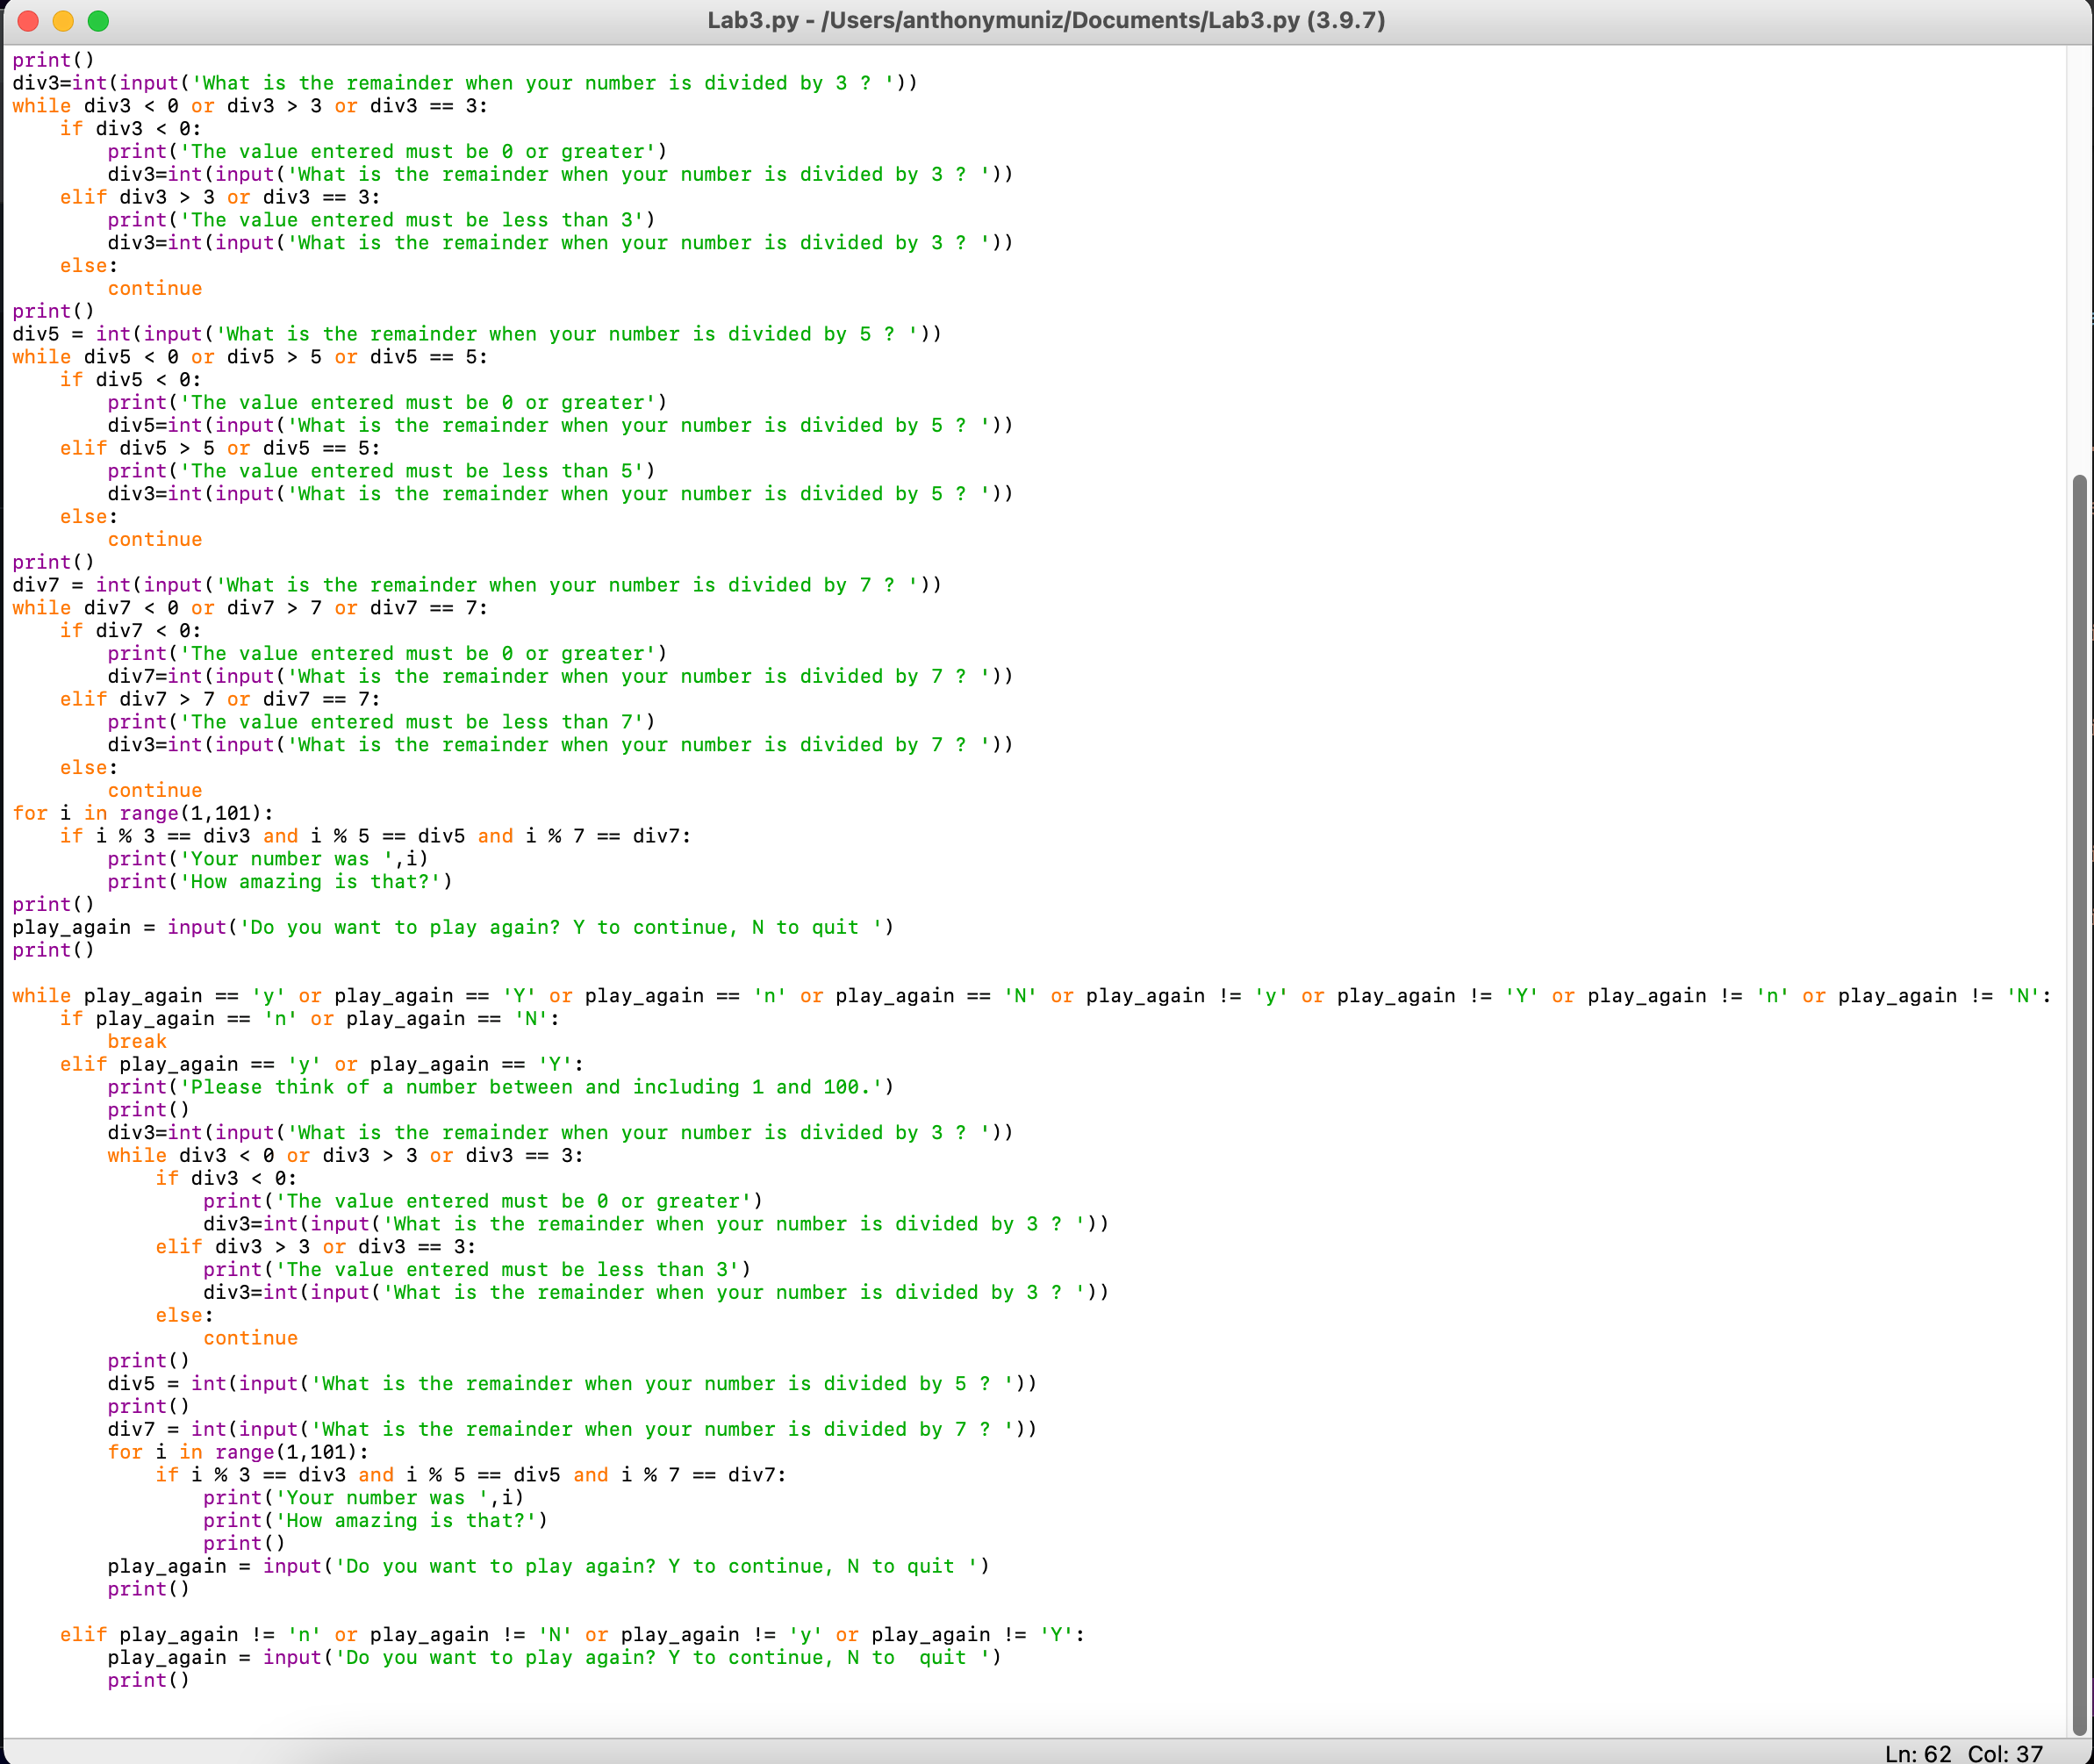 Lab3.py - /Users/anthonymuniz/Documents/Lab3.py (3.9.7)
print()
div3=int(input('What is the remainder when your number is divided by 3 ? '))
while div3 < 0 or div3 > 3 or div3 == 3:
    if div3 < 0:
        print('The value entered must be 0 or greater')
        div3=int(input('What is the remainder when your number is divided by 3 ? '))
    elif div3 > 3 or div3 == 3:
        print('The value entered must be less than 3')
        div3=int(input('What is the remainder when your number is divided by 3 ? '))
    else:
        continue
print()
div5 = int(input('What is the remainder when your number is divided by 5 ? '))
while div5 < 0 or div5 > 5 or div5 == 5:
    if div5 < 0:
        print('The value entered must be 0 or greater')
        div5=int(input('What is the remainder when your number is divided by 5 ? '))
    elif div5 > 5 or div5 == 5:
        print('The value entered must be less than 5')
        div3=int(input('What is the remainder when your number is divided by 5 ? '))
    else:
        continue
print()
div7 = int(input('What is the remainder when your number is divided by 7 ? '))
while div7 < 0 or div7 > 7 or div7 == 7:
    if div7 < 0:
        print('The value entered must be 0 or greater')
        div7=int(input('What is the remainder when your number is divided by 7 ? '))
    elif div7 > 7 or div7 == 7:
        print('The value entered must be less than 7')
        div3=int(input('What is the remainder when your number is divided by 7 ? '))
    else:
        continue
for i in range(1,101):
    if i % 3 == div3 and i % 5 == div5 and i % 7 == div7:
        print('Your number was ',i)
        print('How amazing is that?')
print()
play_again = input('Do you want to play again? Y to continue, N to quit ')
print()

while play_again == 'y' or play_again == 'Y' or play_again == 'n' or play_again == 'N' or play_again != 'y' or play_again != 'Y' or play_again != 'n' or play_again != 'N':
    if play_again == 'n' or play_again == 'N':
        break
    elif play_again == 'y' or play_again == 'Y':
        print('Please think of a number between and including 1 and 100.')
        print()
        div3=int(input('What is the remainder when your number is divided by 3 ? '))
        while div3 < 0 or div3 > 3 or div3 == 3:
            if div3 < 0:
                print('The value entered must be 0 or greater')
                div3=int(input('What is the remainder when your number is divided by 3 ? '))
            elif div3 > 3 or div3 == 3:
                print('The value entered must be less than 3')
                div3=int(input('What is the remainder when your number is divided by 3 ? '))
            else:
                continue
        print()
        div5 = int(input('What is the remainder when your number is divided by 5 ? '))
        print()
        div7 = int(input('What is the remainder when your number is divided by 7 ? '))
        for i in range(1,101):
            if i % 3 == div3 and i % 5 == div5 and i % 7 == div7:
                print('Your number was ',i)
                print('How amazing is that?')
                print()
        play_again = input('Do you want to play again? Y to continue, N to quit ')
        print()

    elif play_again != 'n' or play_again != 'N' or play_again != 'y' or play_again != 'Y':
        play_again = input('Do you want to play again? Y to continue, N to  quit ')
        print()
Ln: 62 Col: 37